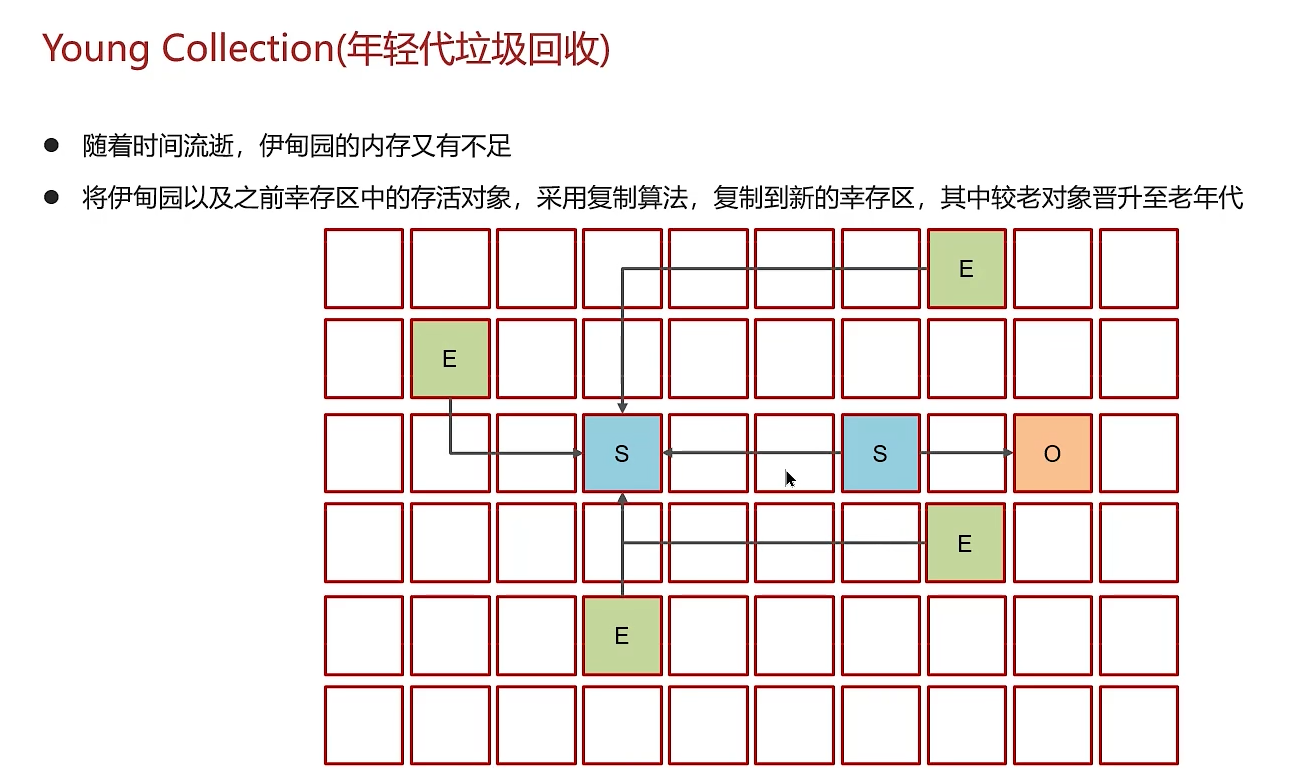 Young Collection(年轻代垃圾回收)
随着时间流逝，伊甸园的内存又有不足
将伊甸园以及之前幸存区中的存活对象，采用复制算法，复制到新的幸存区，其中较老对象晋升至老年代
E
E
S
S
O
E
E